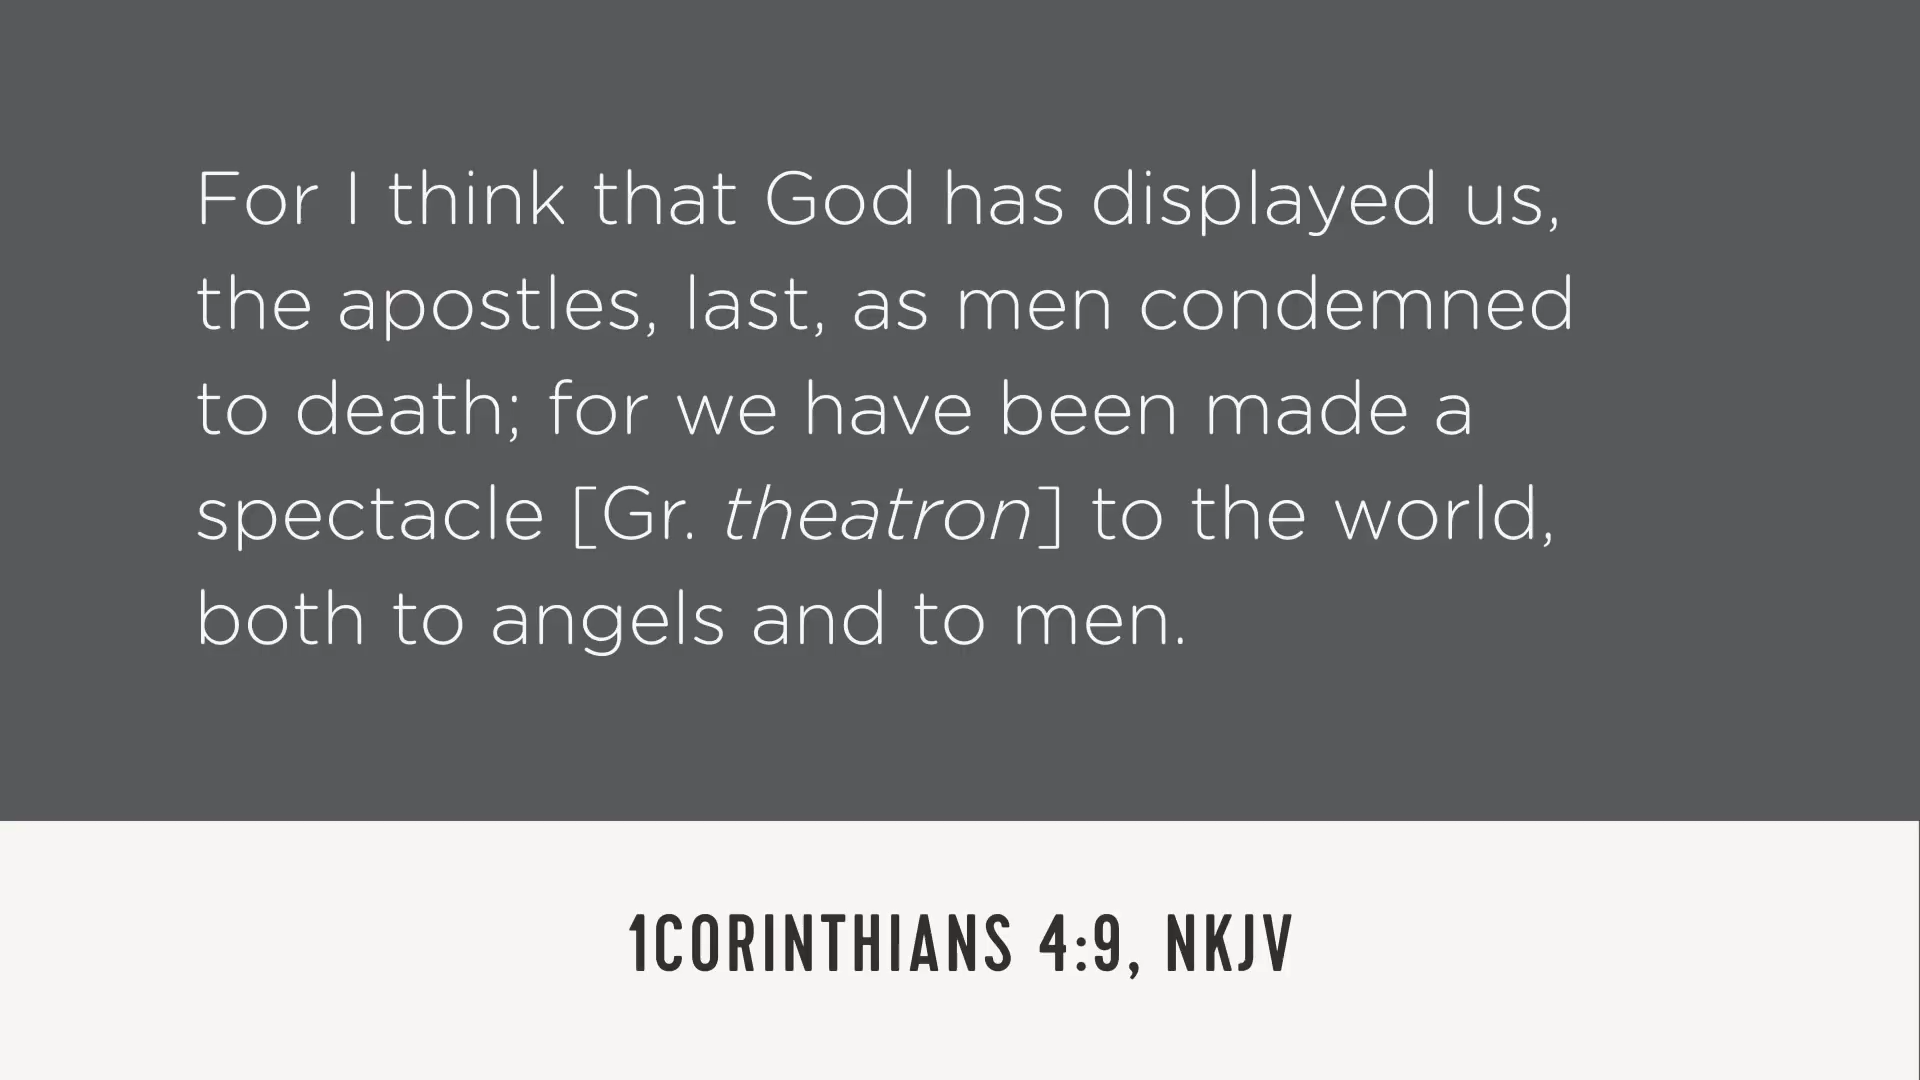 For I think that God has displayed us,
the apostles, last, as men condemned
to death; for we have been made a
spectacle [Gr. theatron] to the world,
both to angels and to men.
1CORINTHIANS 4:9, NKJV